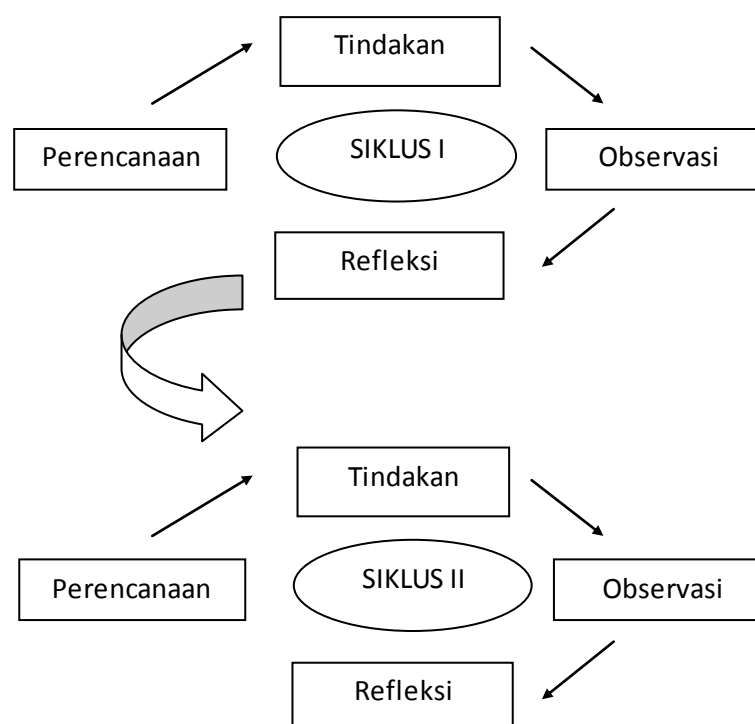 Tindakan
Perencanaan
SIKLUS I
Observasi
Refleksi
Tindakan
Perencanaan
SIKLUS II
Observasi
Refleksi